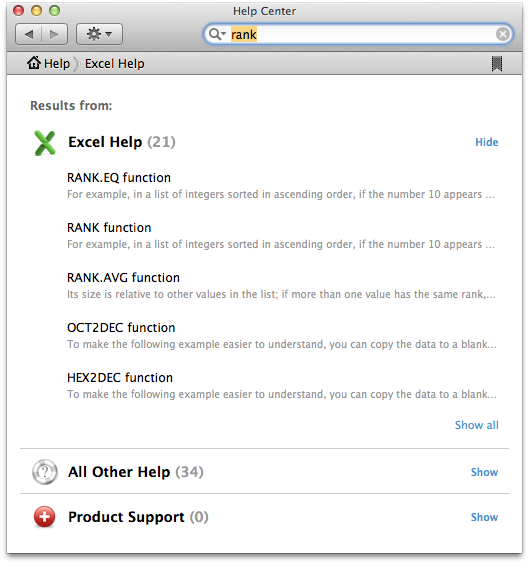 Help Center
rank
Help Excel Help
Results from:
Excel Help (21) Hide
RANK.EQ function
For example, in a list of integers sorted in ascending order, if the number 10 appears ...
RANK function
For example, in a list of integers sorted in ascending order, if the number 10 appears ...
RANK.AVG function
Its size is relative to other values in the list; if more than one value has the same rank,...
OCT2DEC function
To make the following example easier to understand, you can copy the data to a blank...
HEX2DEC function
To make the following example easier to understand, you can copy the data to a blank...
Show all
All Other Help (34) Show
Product Support (0) Show